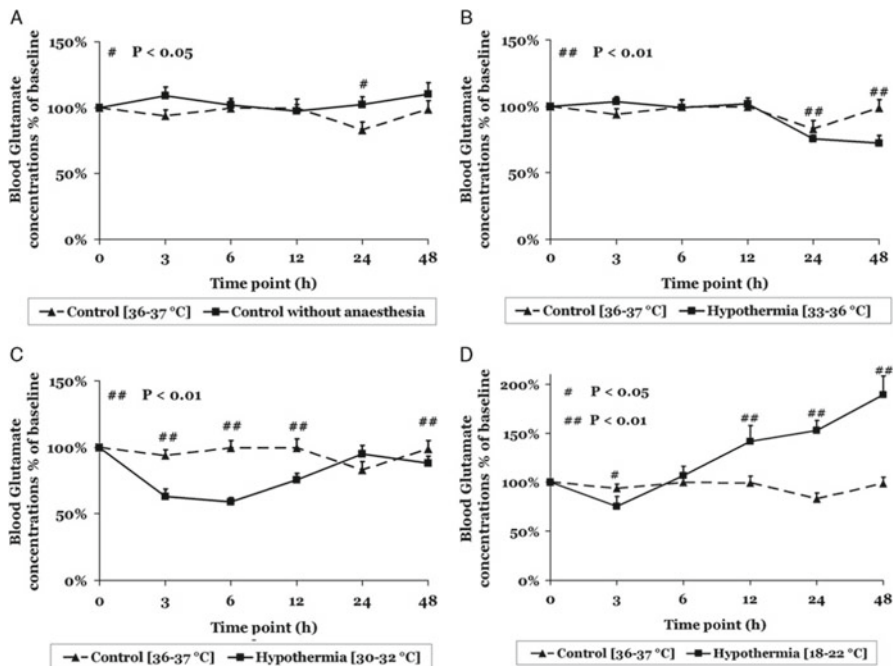 A
Blood Glutamate
concentrations % of baseline
150%
100%
50%
0%
# P < 0.05
#
0 3 6 12 24 48
Time point (h)
Control [36-37 °C] Control without anaesthesia
B
Blood Glutamate
concentrations % of baseline
150%
100%
50%
0%
## P < 0.01
## ##
0 3 6 12 24 48
Time point (h)
Control [36-37 °C] Hypothermia [33-36 °C]
C
Blood Glutamate
concentrations % of baseline
150%
100%
50%
0%
## P < 0.01
## ## ## ##
0 3 6 12 24 48
Time point (h)
Control [36-37 °C] Hypothermia [30-32 °C]
D
Blood Glutamate
concentrations % of baseline
200%
150%
100%
50%
0%
# P < 0.05
## P < 0.01
# ## ## ##
0 3 6 12 24 48
Time point (h)
Control [36-37 °C] Hypothermia [18-22 °C]